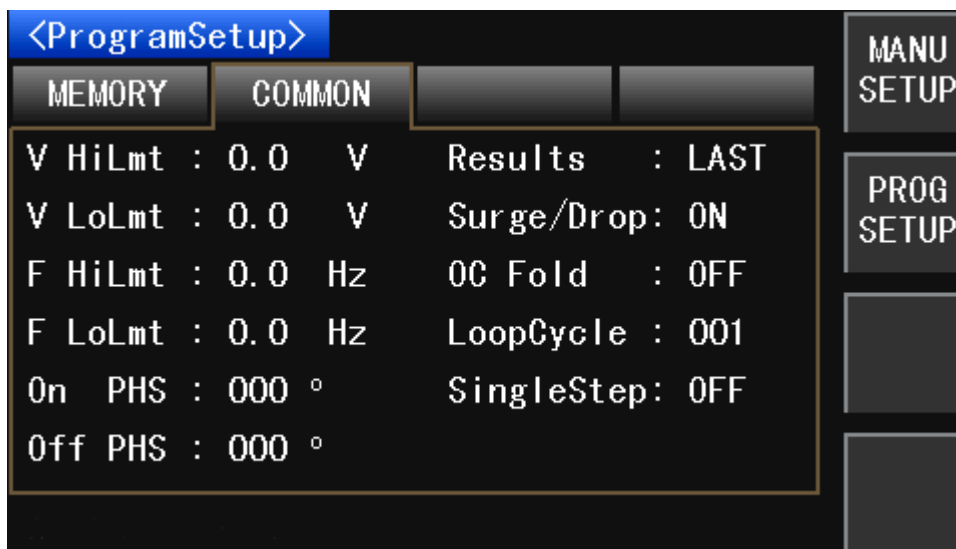 <ProgramSetup>
MEMORY COMMON
V HiLmt : 0.0 V Results : LAST
V LoLmt : 0.0 V Surge/Drop: ON
F HiLmt : 0.0 Hz OC Fold : OFF
F LoLmt : 0.0 Hz LoopCycle : 001
On PHS : 000 ° SingleStep: OFF
Off PHS : 000 °
MANU
SETUP
PROG
SETUP